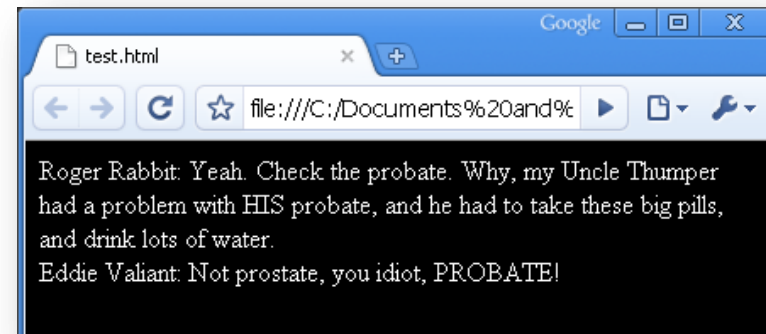 Google
test.html
file:///C:/Documents%20and%
Roger Rabbit: Yeah. Check the probate. Why, my Uncle Thumper
had a problem with HIS probate, and he had to take these big pills,
and drink lots of water.
Eddie Valiant: Not prostate, you idiot, PROBATE!